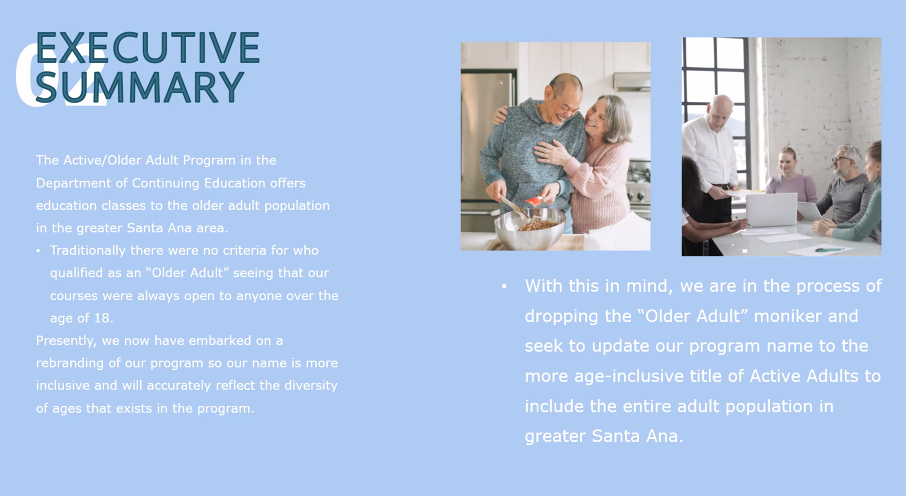 02
EXECUTIVE
SUMMARY
The Active/Older Adult Program in the
Department of Continuing Education offers
education classes to the older adult population
in the greater Santa Ana area.
• Traditionally there were no criteria for who
qualified as an “Older Adult” seeing that our
courses were always open to anyone over the
age of 18.
Presently, we now have embarked on a
rebranding of our program so our name is more
inclusive and will accurately reflect the diversity
of ages that exists in the program.
• With this in mind, we are in the process of
dropping the “Older Adult” moniker and
seek to update our program name to the
more age-inclusive title of Active Adults to
include the entire adult population in
greater Santa Ana.